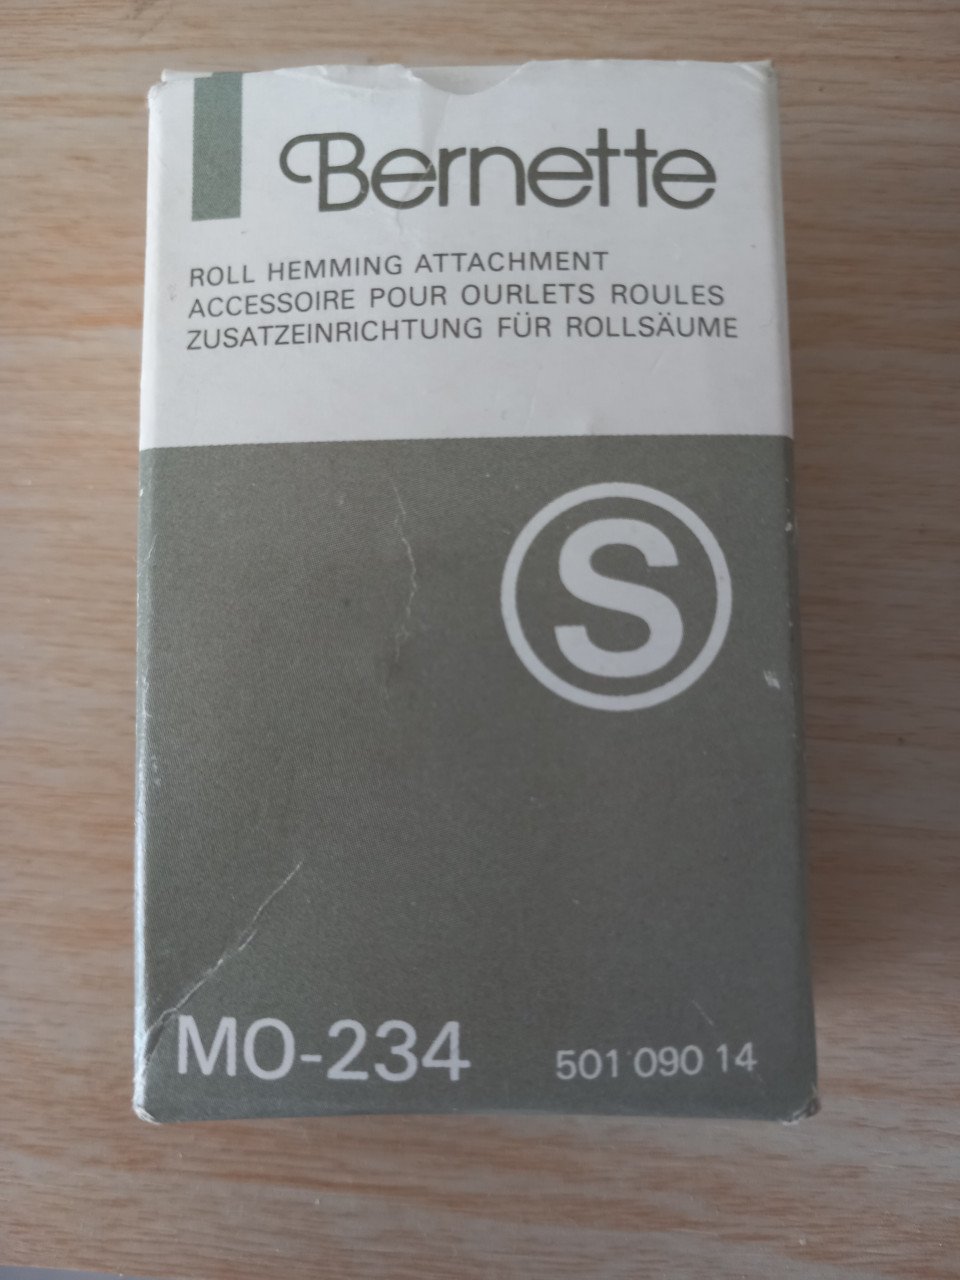 Bernette
ROLL HEMMING ATTACHMENT
ACCESSOIRE POUR OURLETS ROULES
ZUSATZEINRICHTUNG FÜR ROLLSÄUME
S
MO-234
501 090 14